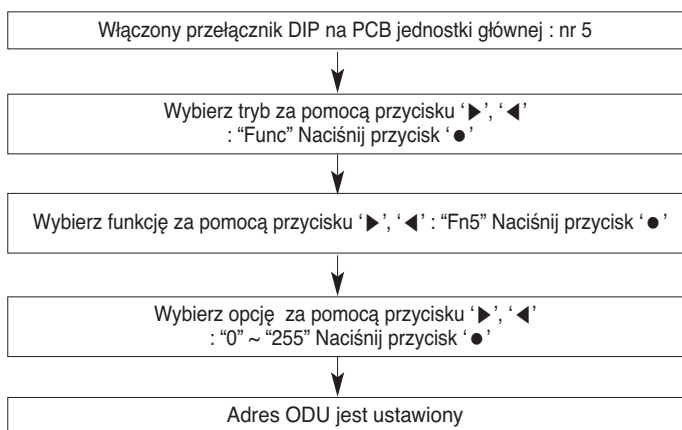 Włączony przełącznik DIP na PCB jednostki głównej : nr 5
Wybierz tryb za pomocą przycisku ‘▶’, ‘◀’
: “Func” Naciśnij przycisk ‘●’
Wybierz funkcję za pomocą przycisku ‘▶’, ‘◀’ : “Fn5” Naciśnij przycisk ‘●’
Wybierz opcję za pomocą przycisku ‘▶’, ‘◀’
: “0” ~ “255” Naciśnij przycisk ‘●’
Adres ODU jest ustawiony